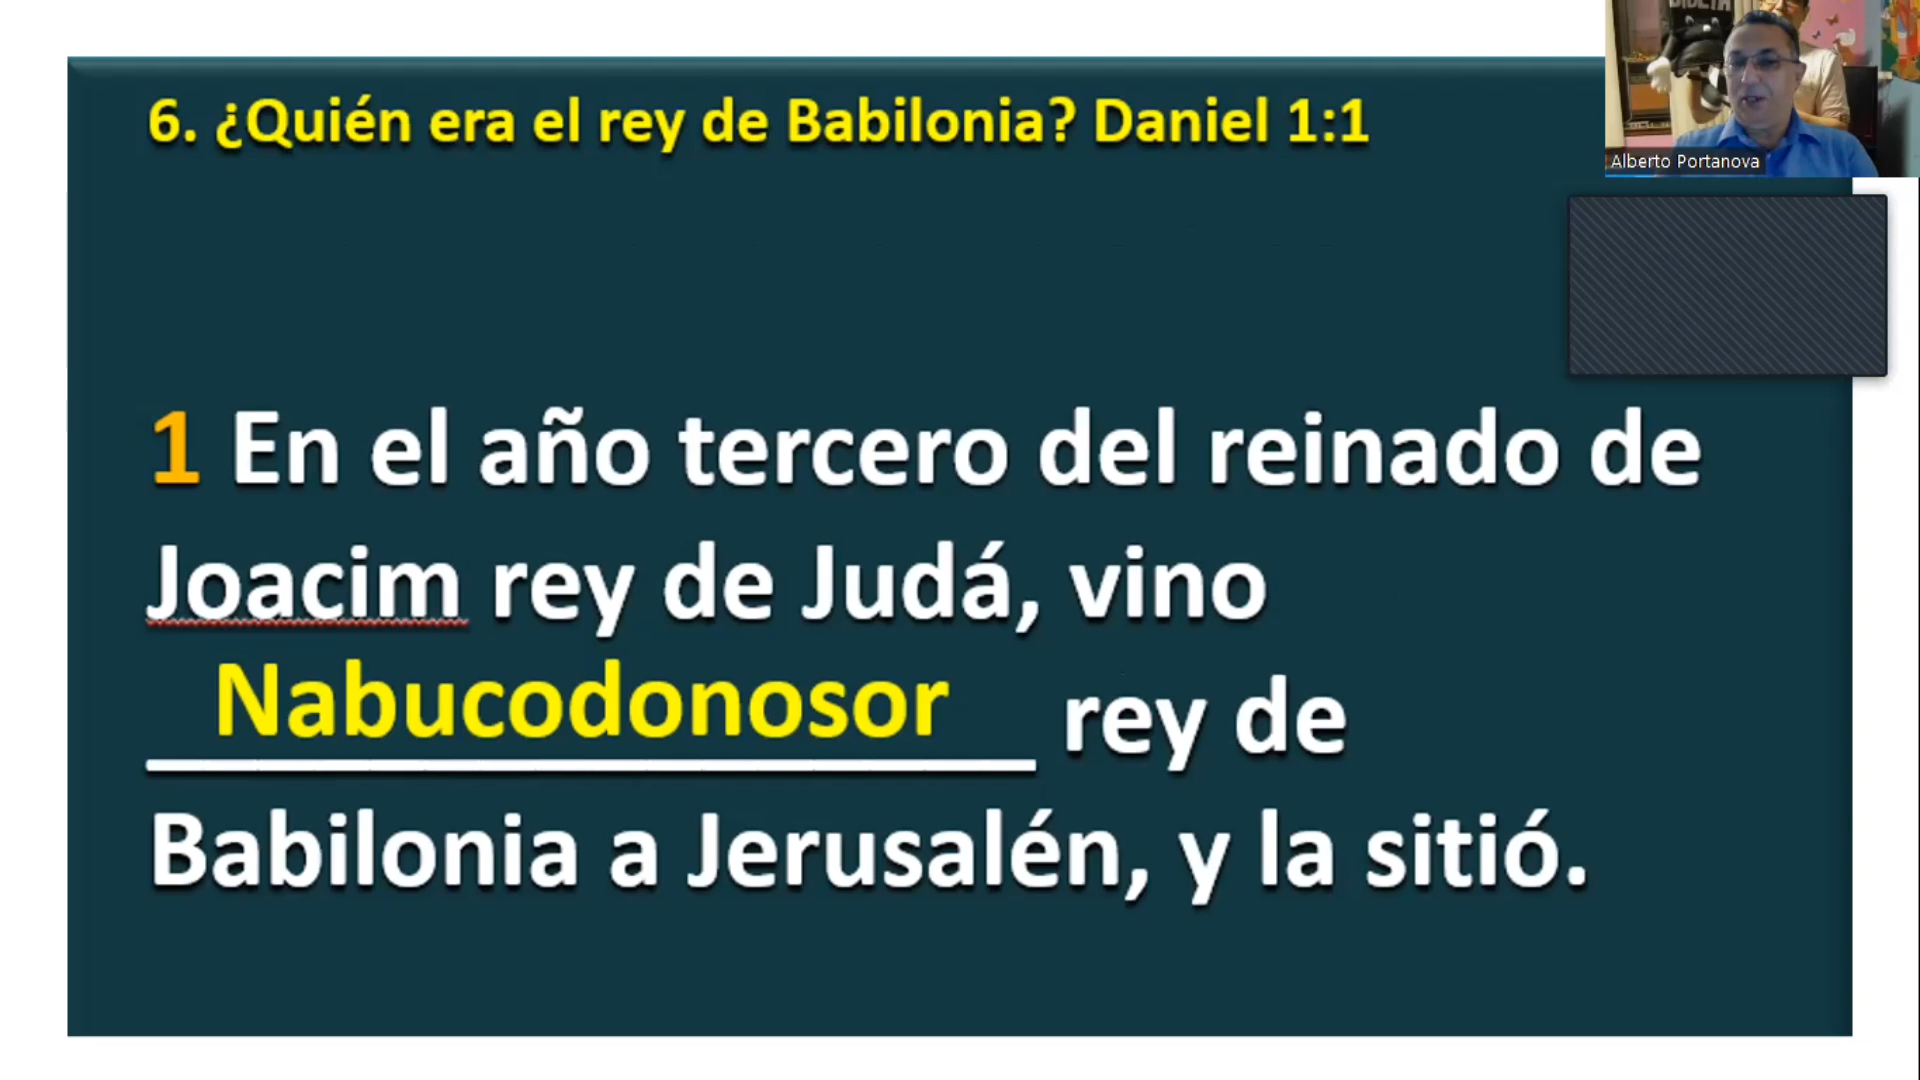 6. ¿Quién era el rey de Babilonia? Daniel 1:1
Alberto Portanova
1 En el año tercero del reinado de
Joacim rey de Judá, vino
Nabucodonosor rey de
Babilonia a Jerusalén, y la sitió.